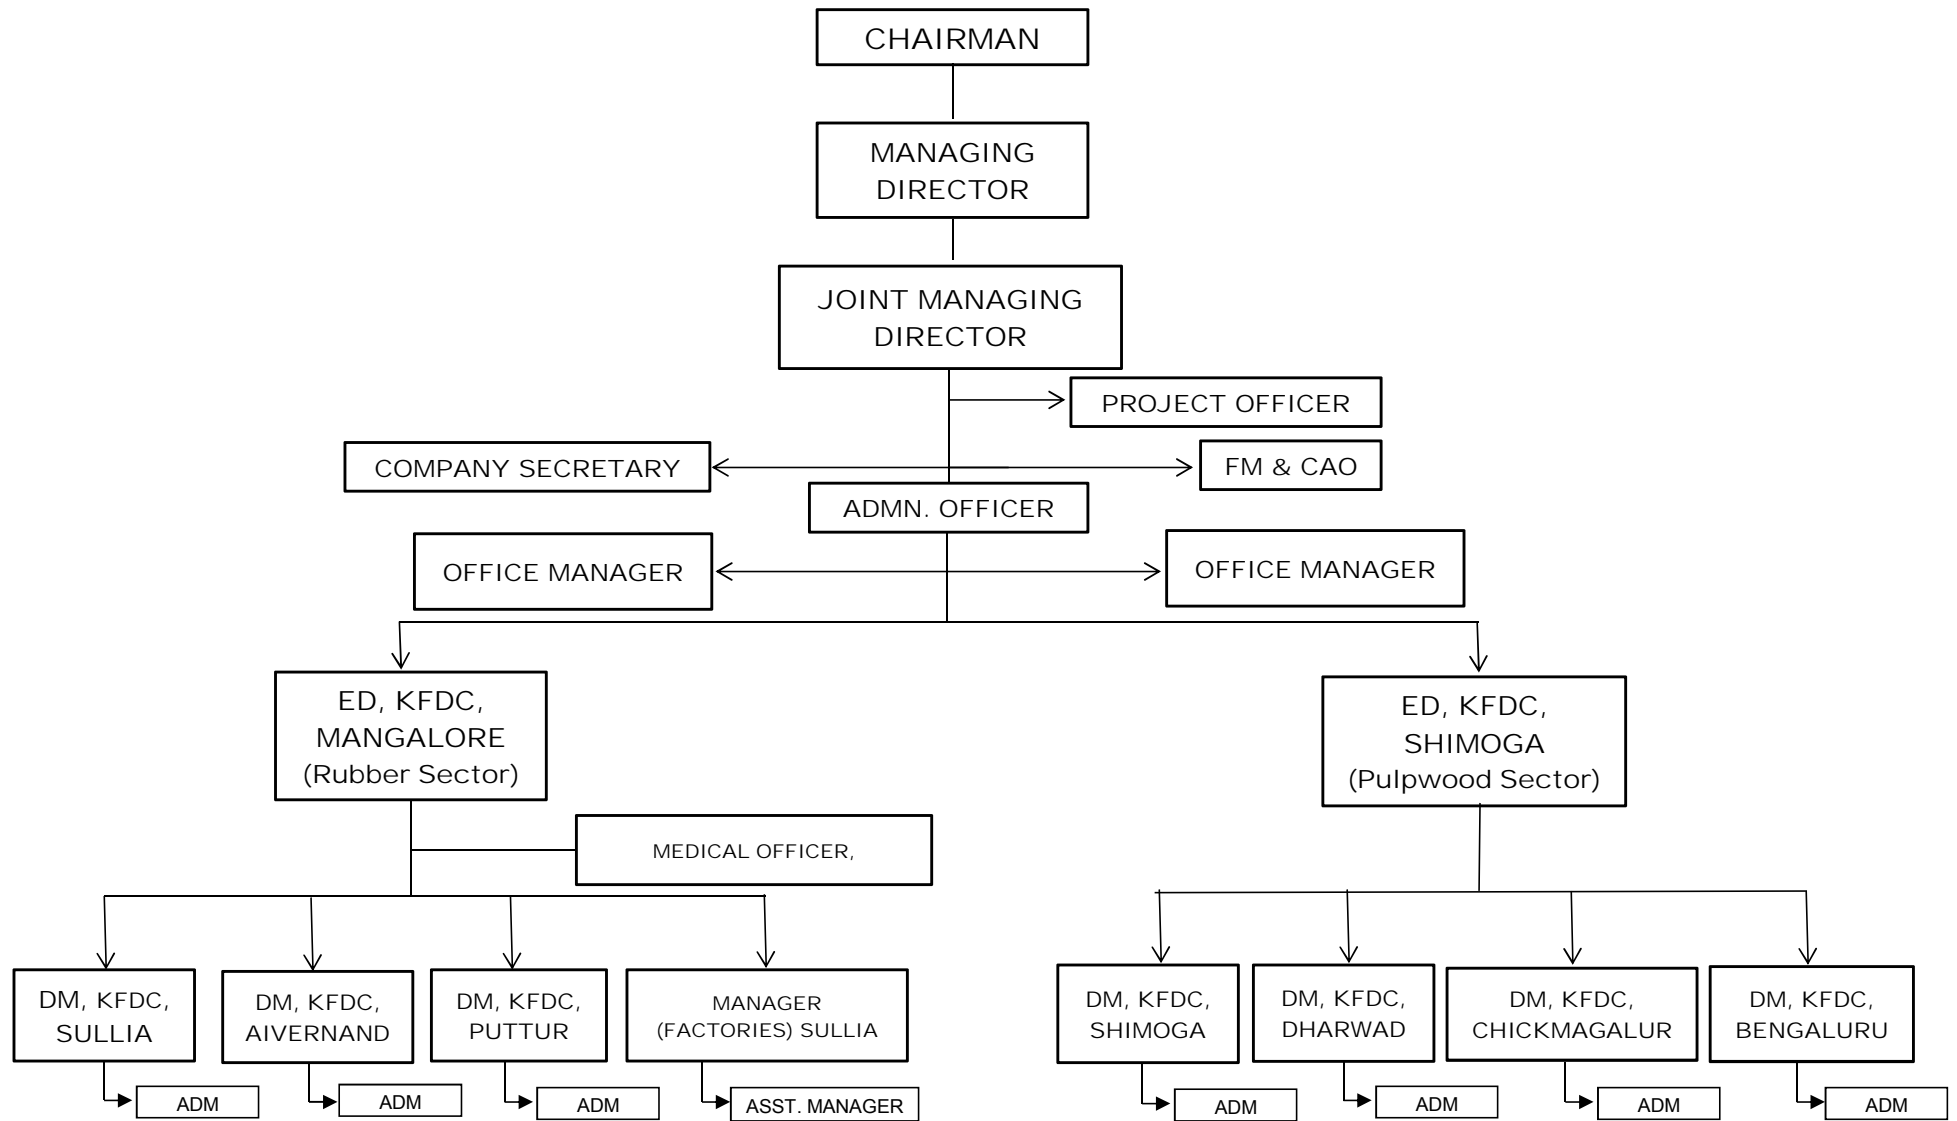 CHAIRMAN
MANAGING
DIRECTOR
JOINT MANAGING
DIRECTOR
PROJECT OFFICER
COMPANY SECRETARY
FM & CAO
ADMN. OFFICER
OFFICE MANAGER
OFFICE MANAGER
ED, KFDC,
MANGALORE
(Rubber Sector)
ED, KFDC,
SHIMOGA
(Pulpwood Sector)
MEDICAL OFFICER,
DM, KFDC,
SULLIA
DM, KFDC,
AIVERNAND
DM, KFDC,
PUTTUR
MANAGER
(FACTORIES) SULLIA
DM, KFDC,
SHIMOGA
DM, KFDC,
DHARWAD
DM, KFDC,
CHICKMAGALUR
DM, KFDC,
BENGALURU
ADM
ADM
ADM
ASST. MANAGER
ADM
ADM
ADM
ADM